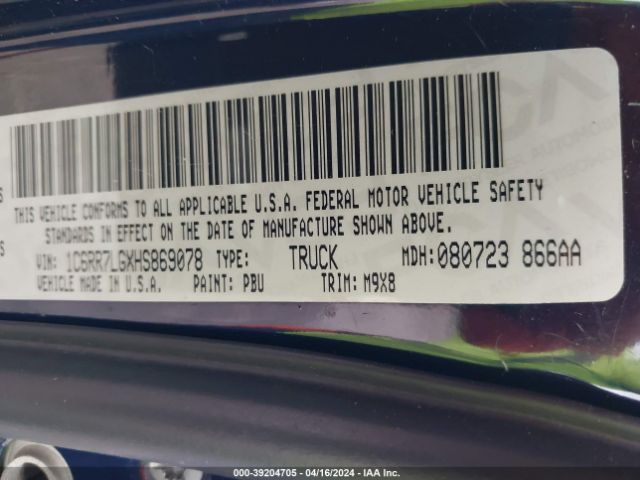 THIS VEHICLE CONFORMS TO ALL APPLICABLE U.S.A. FEDERAL MOTOR VEHICLE SAFETY
STANDARDS IN EFFECT ON THE DATE OF MANUFACTURE SHOWN ABOVE.
VIN: 1C6RR7LGXHS869078 TYPE: TRUCK MDH: 080723 866AA
VEHICLE MADE IN U.S.A. PAINT: PBU TRIM: M9X8
000-39204705 - 04/16/2024 - IAA Inc.